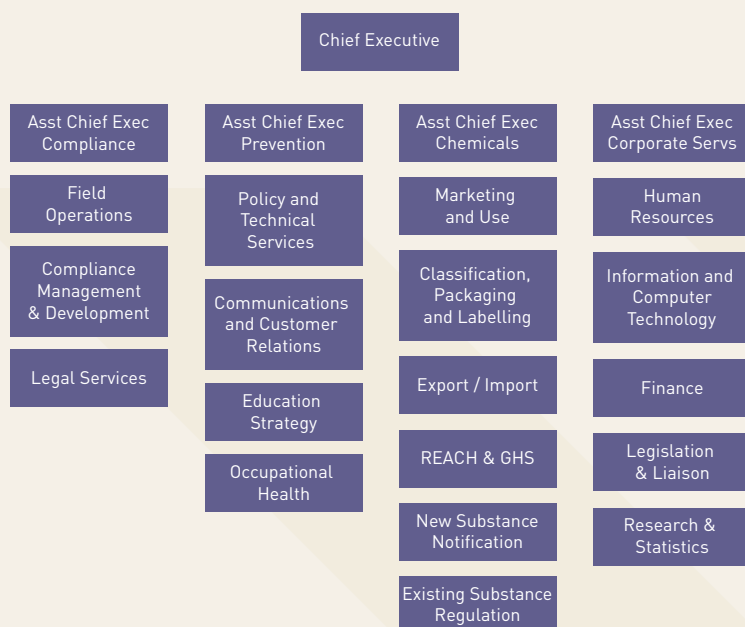 Chief Executive
Asst Chief Exec
Compliance
Field
Operations
Compliance
Management
& Development
Legal Services
Asst Chief Exec
Prevention
Policy and
Technical
Services
Communications
and Customer
Relations
Education
Strategy
Occupational
Health
Asst Chief Exec
Chemicals
Marketing
and Use
Classification,
Packaging
and Labelling
Export / Import
REACH & GHS
New Substance
Notification
Existing Substance
Regulation
Asst Chief Exec
Corporate Servs
Human
Resources
Information and
Computer
Technology
Finance
Legislation
& Liaison
Research &
Statistics